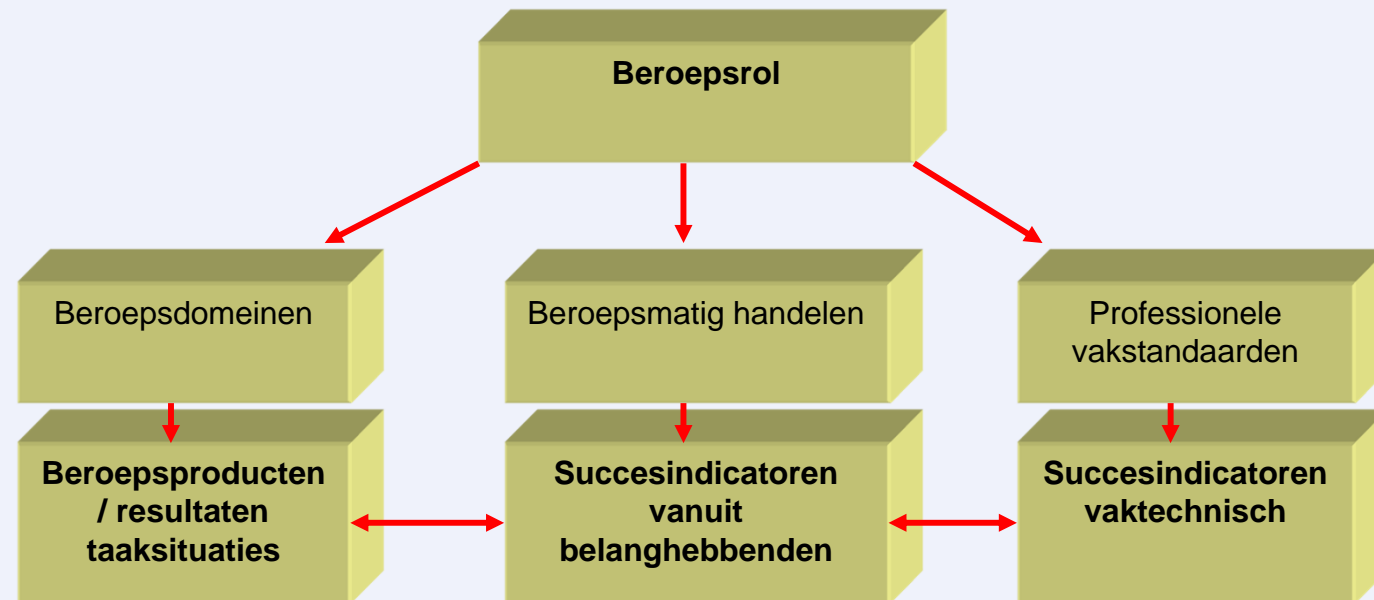 Beroepsrol
Beroepsdomeinen
Beroepsmatig handelen
Professionele
vakstandaarden
Beroepsproducten
/ resultaten
taaksituaties
Succesindicatoren
vanuit
belanghebbenden
Succesindicatoren
vaktechnisch